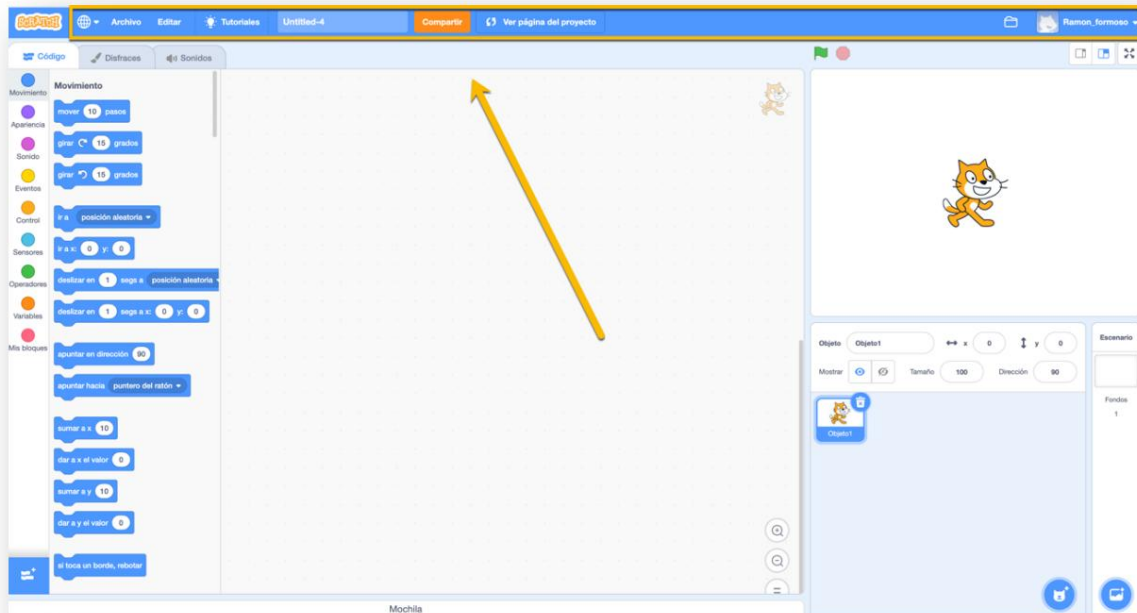 SCRATCH
Archivo Editar Tutoriales Untitled-4 Compartir Ver página del proyecto Ramon_formoso
Código Disfraces Sonidos
Movimiento
Apariencia
Sonido
Eventos
Control
Sensores
Operadores
Variables
Mis bloques
Movimiento
mover 10 pasos
girar 15 grados
girar 15 grados
ir a posición aleatoria
ir a x: 0 y: 0
deslizar en 1 segs a posición aleatoria
deslizar en 1 segs a x: 0 y: 0
apuntar en dirección 90
apuntar hacia puntero del ratón
sumar a x 10
dar a x el valor 0
sumar a y 10
dar a y el valor 0
si toca un borde, rebotar
Mochila
Objeto Objeto1 x 0 y 0
Mostrar Tamaño 100 Dirección 90
Objeto1
Escenario
Fondos
1